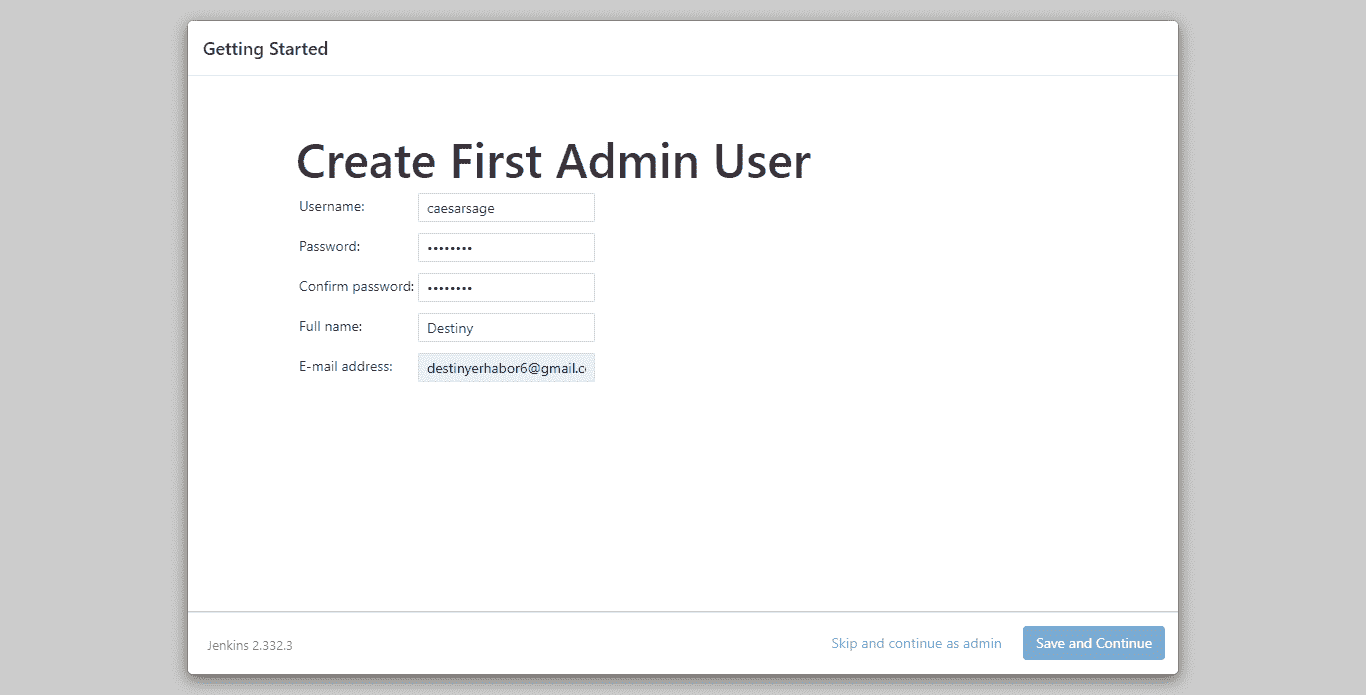 Getting Started
Create First Admin User
Username: caesarsage
Password: ••••••••
Confirm password: ••••••••
Full name: Destiny
E-mail address: destinyerhabor6@gmail.c
Jenkins 2.332.3 Skip and continue as admin Save and Continue